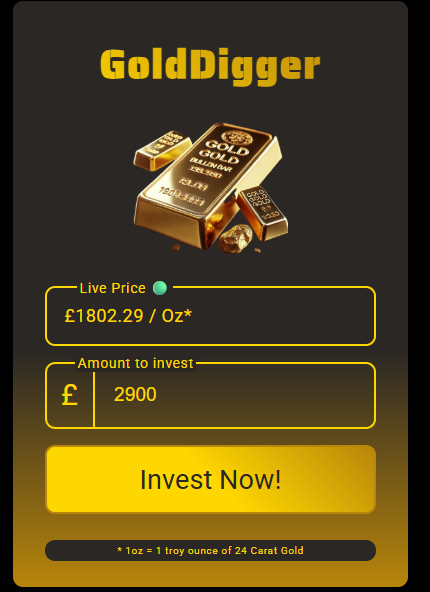 GoldDigger
GOLD
GOLD
BULLION BAR
Live Price
£1802.29 / Oz*
Amount to invest
£
2900
Invest Now!
* 1oz = 1 troy ounce of 24 Carat Gold